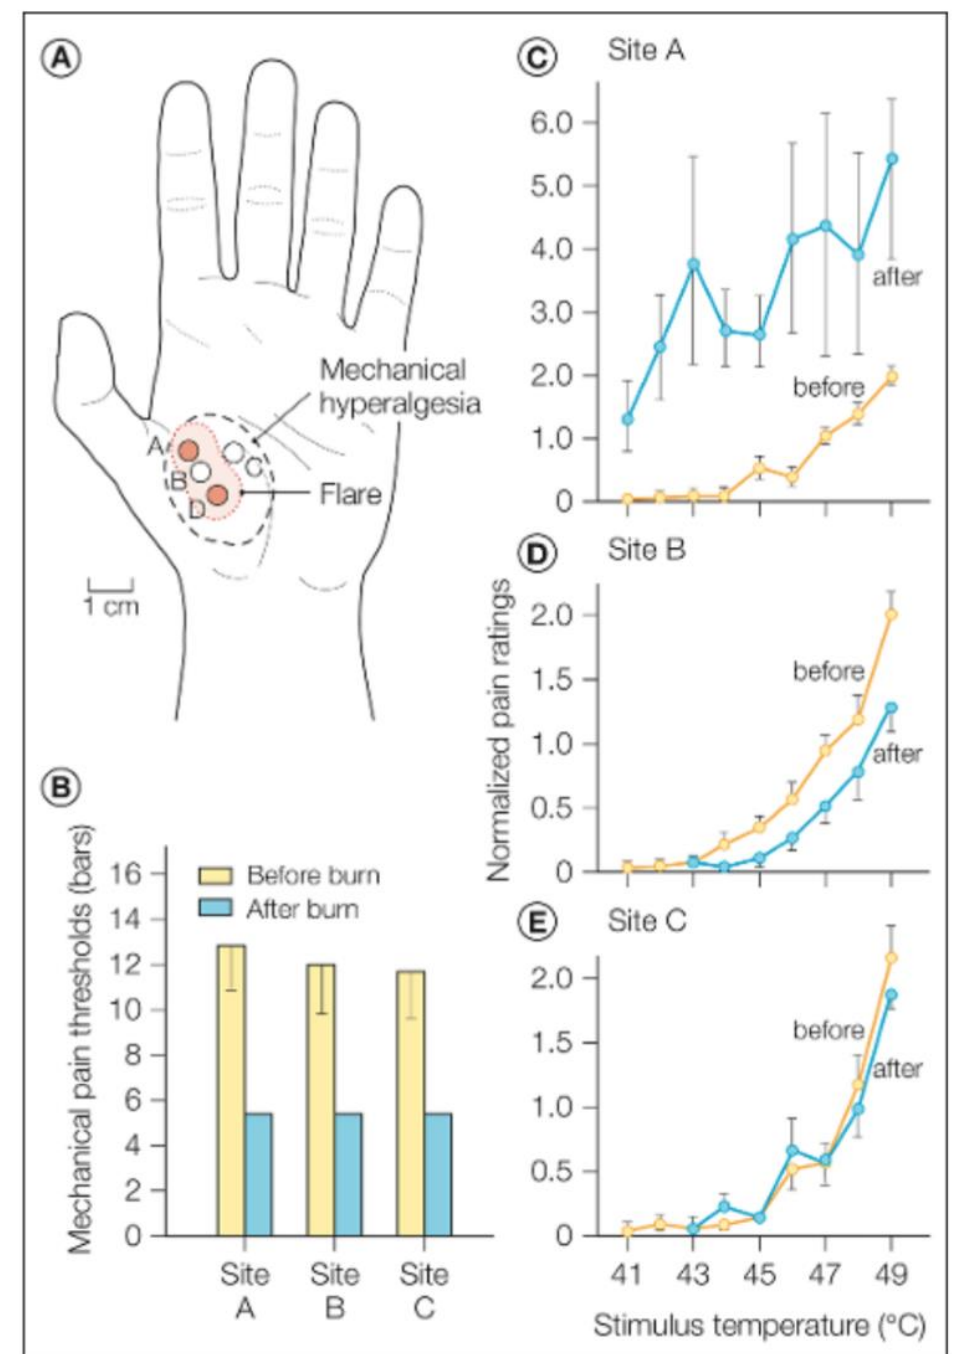 A
Mechanical
hyperalgesia
A
B
C
D
Flare
1 cm
B
Mechanical pain thresholds (bars)
16
14
12
10
8
6
4
2
0
Before burn
After burn
Site
A
Site
B
Site
C
C
Site A
6.0
5.0
4.0
3.0
2.0
1.0
0
after
before
D
Site B
Normalized pain ratings
2.0
1.5
1.0
0.5
0
before
after
E
Site C
2.0
1.5
1.0
0.5
0
before
after
41 43 45 47 49
Stimulus temperature (°C)